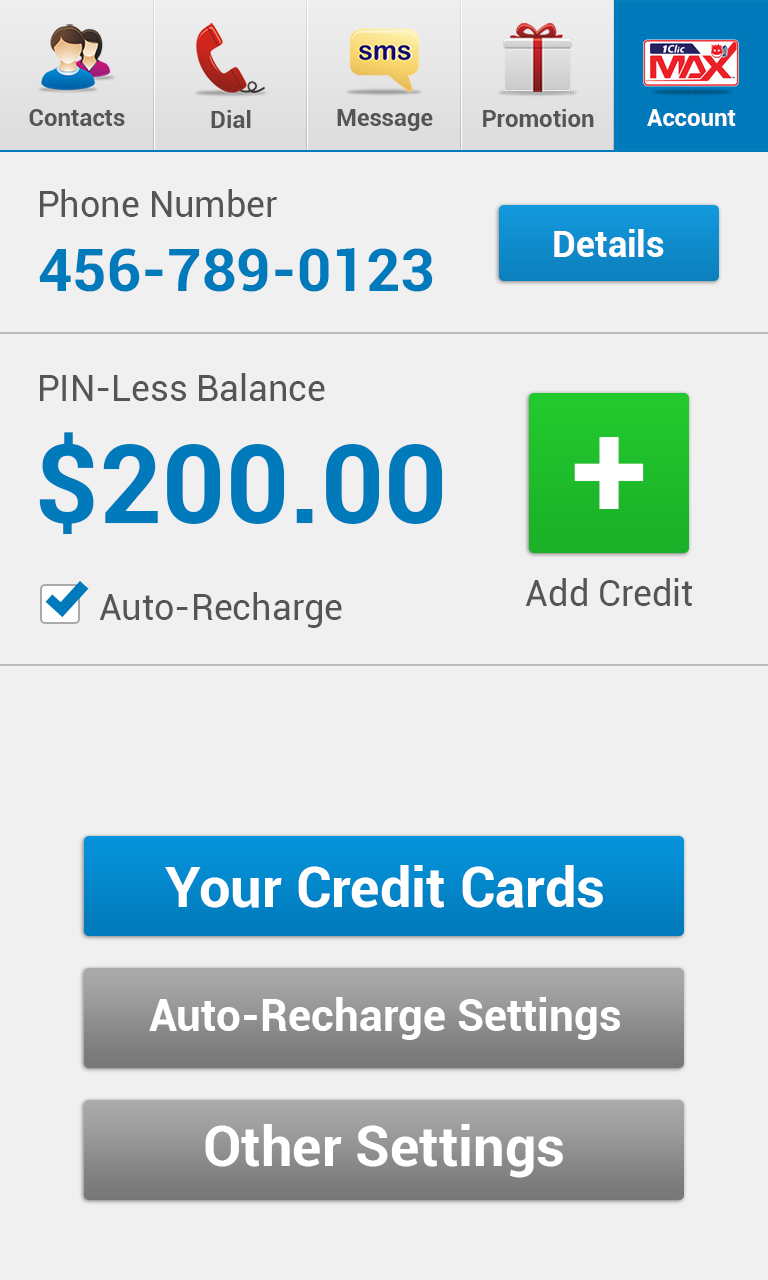 sms
1Clic
MAX
Contacts
Dial
Message
Promotion
Account
Phone Number
456-789-0123
Details
PIN-Less Balance
$200.00
Auto-Recharge
Add Credit
Your Credit Cards
Auto-Recharge Settings
Other Settings